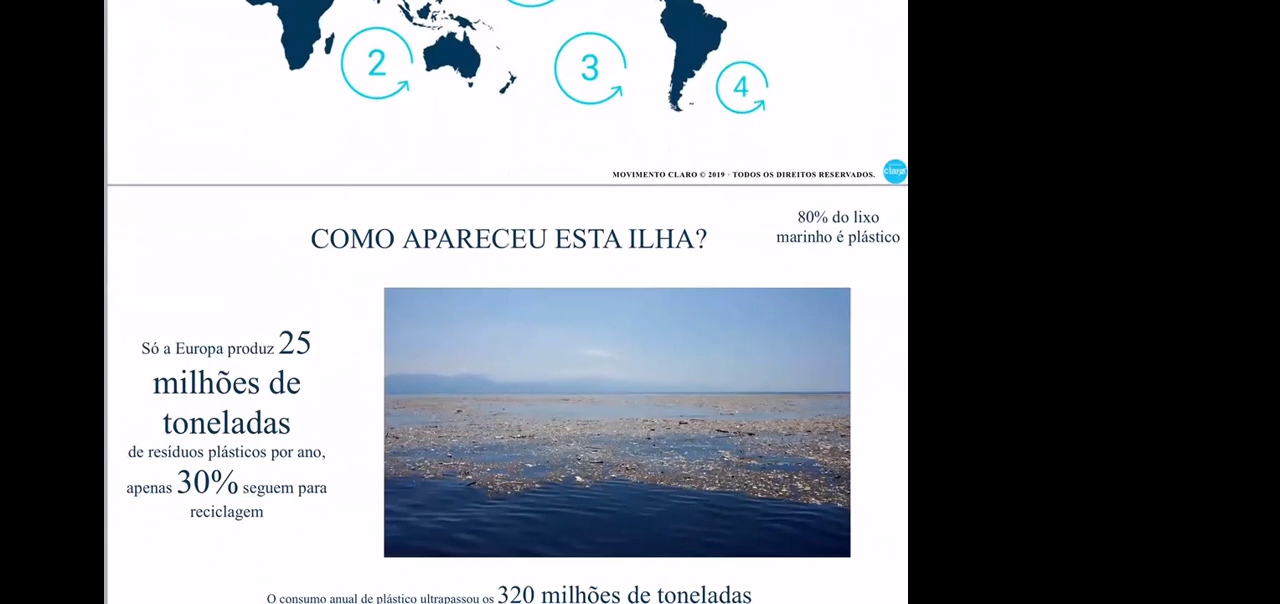 2
3
4
MOVIMENTO CLARO © 2019 · TODOS OS DIREITOS RESERVADOS.
claro
80% do lixo
marinho é plástico
COMO APARECEU ESTA ILHA?
Só a Europa produz 25
milhões de
toneladas
de resíduos plásticos por ano,
apenas 30% seguem para
reciclagem
O consumo anual de plástico ultrapassou os 320 milhões de toneladas